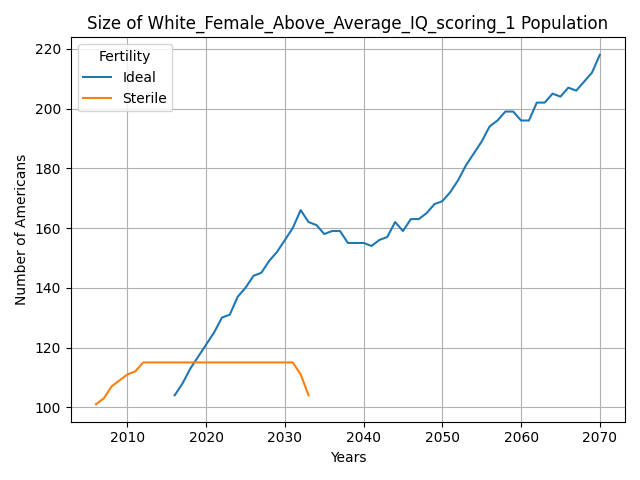 Size of White_Female_Above_Average_IQ_scoring_1 Population
Fertility
Ideal
Sterile
Number of Americans
220
200
180
160
140
120
100
2010 2020 2030 2040 2050 2060 2070
Years